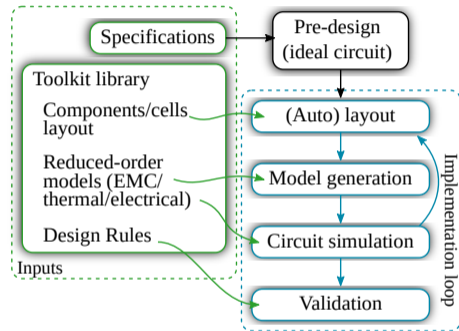 Specifications
Pre-design
(ideal circuit)
Toolkit library
Components/cells
layout
Reduced-order
models (EMC/
thermal/electrical)
Design Rules
Inputs
(Auto) layout
Model generation
Circuit simulation
Validation
Implementation loop